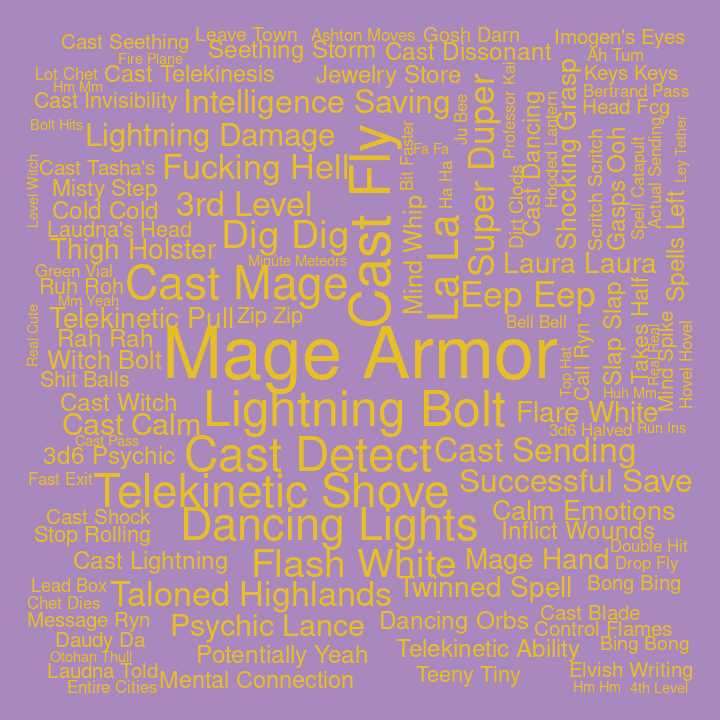 Cast Seething
Leave Town
Ashton Moves
Gosh Darn
Imogen's Eyes
Fire Plane
Seething Storm
Cast Dissonant
Äh Tum
Lot Chet
Cast Telekinesis
Jewelry Store
Keys Keys
Hm Mm
Bertrand Pass
Cast Invisibility
Intelligence Saving
Head Fcg
Bolt Hits
Lightning Damage
Cast Tasha's
Fucking Hell
Level Witch
Misty Step
Cold Cold
3rd Level
Laudna's Head
Dig Dig
Thigh Holster
Minute Meteors
Green Vial
Ruh Roh
Cast Mage
Cast Fly
Bit Faster
Fa Fa
Ha Ha
Ju Bee
Mind Whip
La La
Super Duper
Professor Kai
Dirt Clods
Cast Dancing
Hooded Lantern
Shocking Grasp
Scritch Scritch
Gasps Ooh
Spell Catapult
Actual Sending
Ley Tether
Spells Left
Laura Laura
Eep Eep
Mm Yeah
Telekinetic Pull
Zip Zip
Bell Bell
Real Cute
Rah Rah
Witch Bolt
Mage Armor
Top Hat
Call Ryn
Slap Slap
Takes Half
Real Real
Mind Spike
Hovel Hovel
Shit Balls
Huh Mm
Cast Witch
Lightning Bolt
Flare White
Cast Calm
3d6 Halved
Run Ins
Cast Pass
3d6 Psychic
Cast Detect
Cast Sending
Fast Exit
Telekinetic Shove
Successful Save
Cast Shock
Calm Emotions
Stop Rolling
Dancing Lights
Inflict Wounds
Double Hit
Cast Lightning
Flash White
Mage Hand
Drop Fly
Lead Box
Taloned Highlands
Twinned Spell
Bong Bing
Chet Dies
Message Ryn
Psychic Lance
Dancing Orbs
Cast Blade
Control Flames
Daudy Da
Bing Bong
Otohan Thull
Potentially Yeah
Telekinetic Ability
Laudna Told
Mental Connection
Teeny Tiny
Elvish Writing
Entire Cities
Hm Hm
4th Level